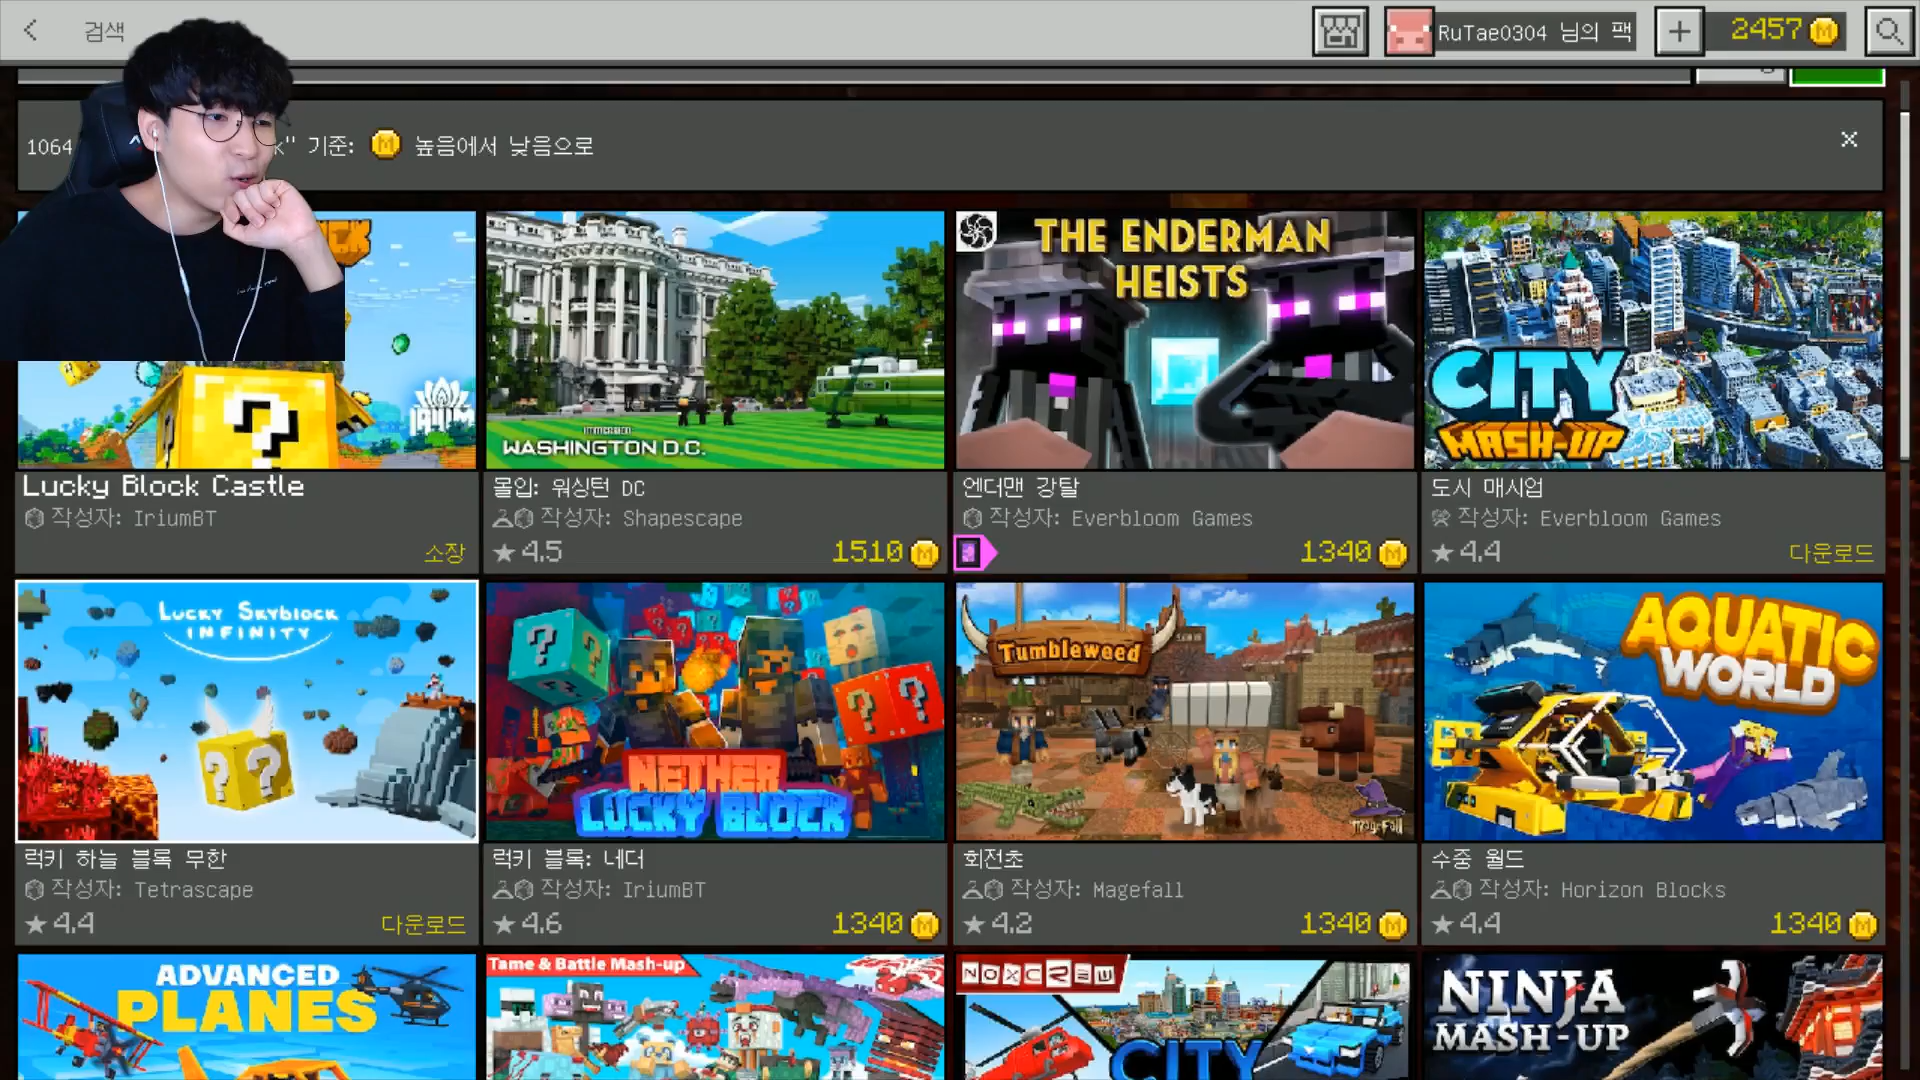 검색
RuTae0304 님의 팩
2457
1064
k" 기준: 높음에서 낮음으로
CK
IRIUM
WASHINGTON D.C.
THE ENDERMAN
HEISTS
CITY
MASH-UP
Lucky Block Castle
작성자: IriumBT
소장
몰입: 워싱턴 DC
작성자: Shapescape
4.5
1510
엔더맨 강탈
작성자: Everbloom Games
1340
도시 매시업
작성자: Everbloom Games
4.4
다운로드
LUCKY SKYBLOCK
INFINITY
NETHER
LUCKY BLOCK
Tumbleweed
MageFall
AQUATIC
WORLD
럭키 하늘 블록 무한
작성자: Tetrascape
4.4
다운로드
럭키 블록: 네더
작성자: IriumBT
4.6
1340
회전초
작성자: Magefall
4.2
1340
수중 월드
작성자: Horizon Blocks
4.4
1340
ADVANCED
PLANES
Tame & Battle Mash-up
NOXCREW
CITY
NINJA
MASH-UP